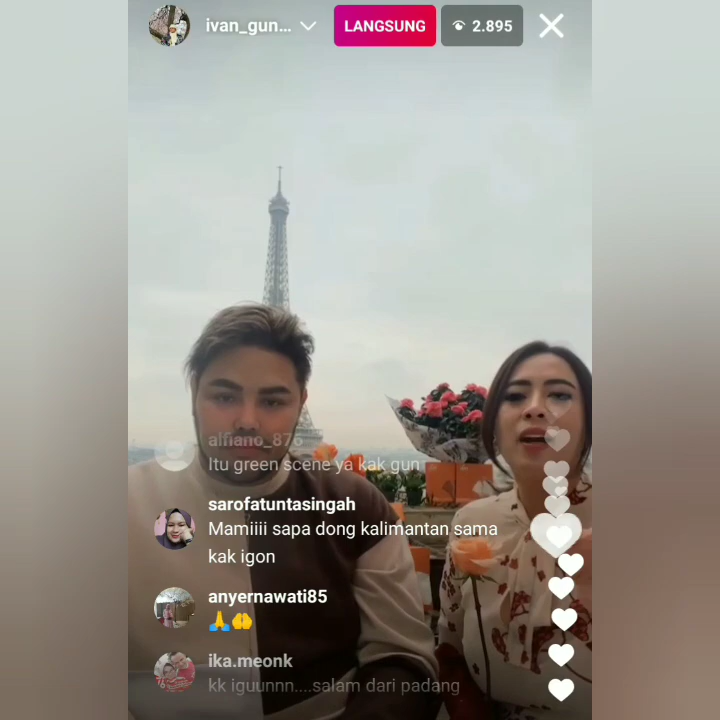 ivan_gun...
LANGSUNG
2.895
alfiano_876
Itu green scene ya kak gun
sarofatuntasingah
Mamiiii sapa dong kalimantan sama
kak igon
anyernawati85
🙏🤲
ika.meonk
kk iguunnn....salam dari padang